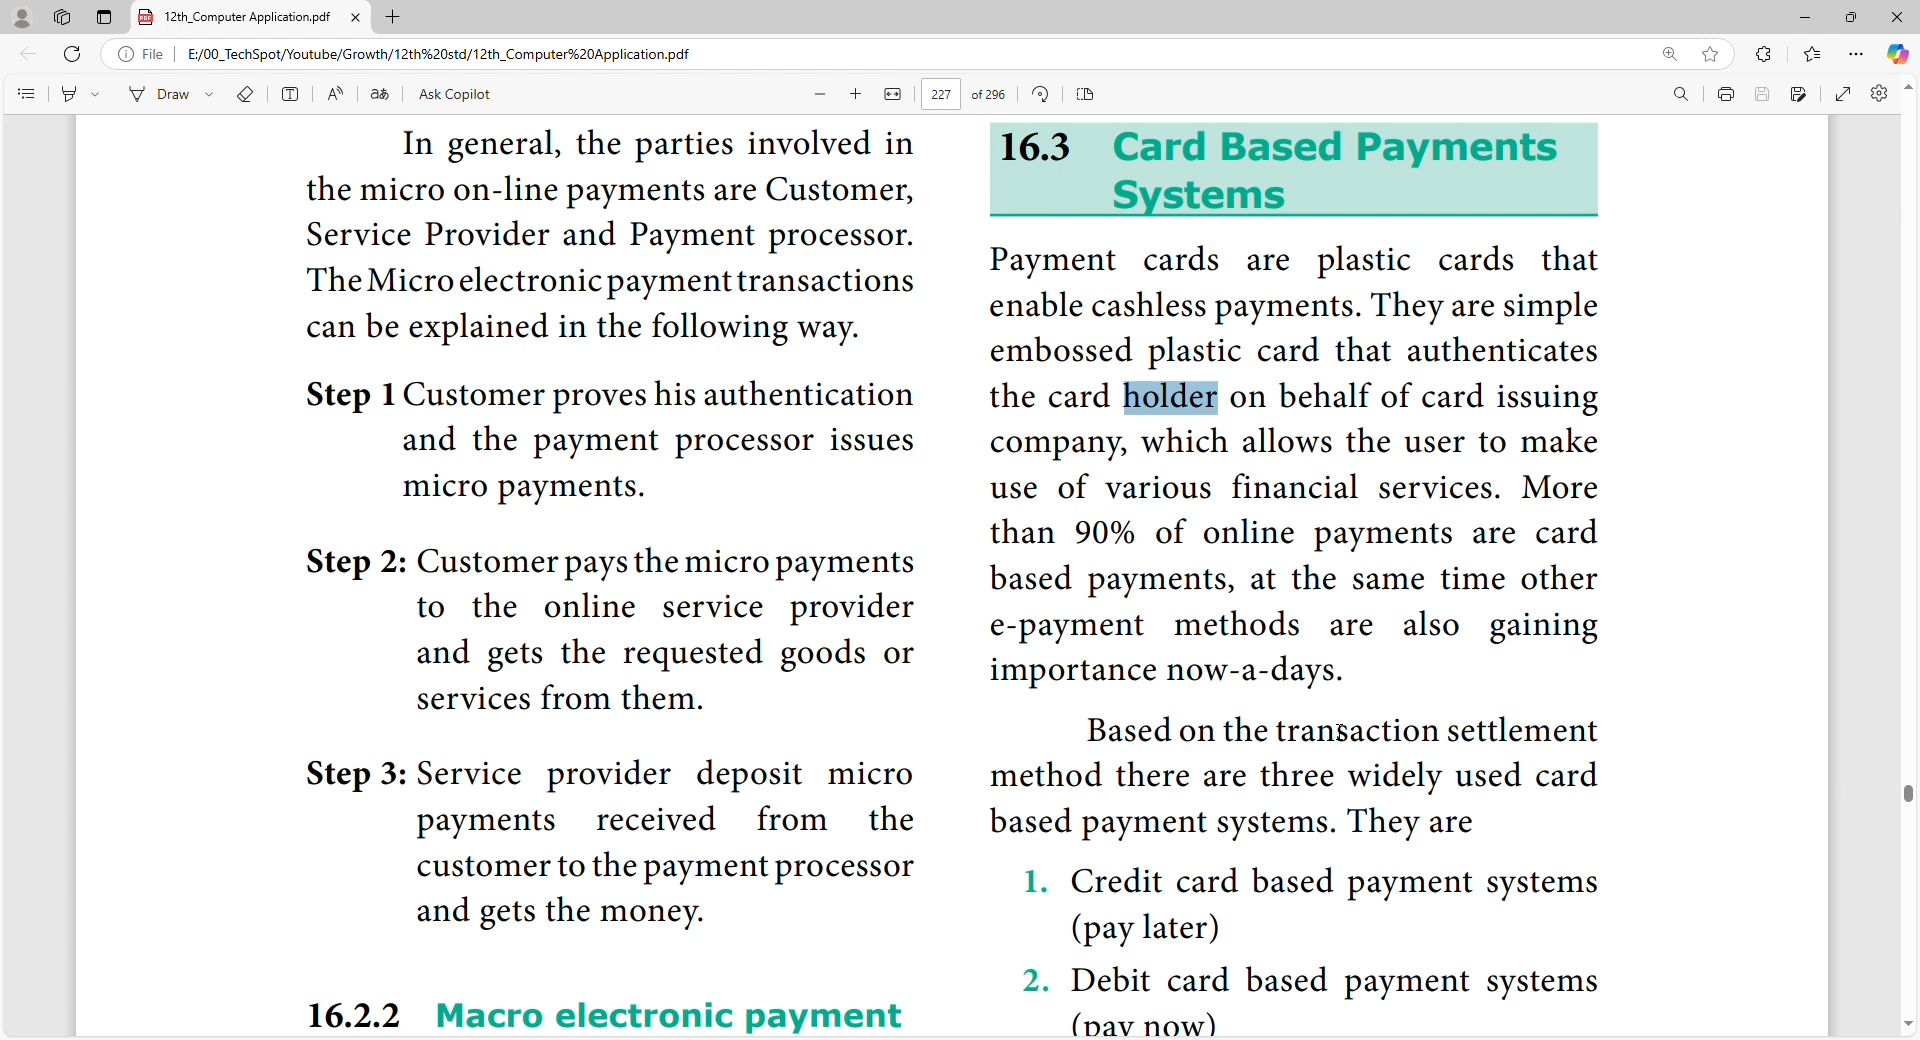 12th_Computer Application.pdf
File
E:/00_TechSpot/Youtube/Growth/12th%20std/12th_Computer%20Application.pdf
Draw
Ask Copilot
227 of 296
In general, the parties involved in
the micro on-line payments are Customer,
Service Provider and Payment processor.
The Micro electronic payment transactions
can be explained in the following way.
Step 1 Customer proves his authentication
and the payment processor issues
micro payments.
Step 2: Customer pays the micro payments
to the online service provider
and gets the requested goods or
services from them.
Step 3: Service provider deposit micro
payments received from the
customer to the payment processor
and gets the money.
16.2.2 Macro electronic payment
16.3 Card Based Payments
Systems
Payment cards are plastic cards that
enable cashless payments. They are simple
embossed plastic card that authenticates
the card holder on behalf of card issuing
company, which allows the user to make
use of various financial services. More
than 90% of online payments are card
based payments, at the same time other
e-payment methods are also gaining
importance now-a-days.
Based on the transaction settlement
method there are three widely used card
based payment systems. They are
1. Credit card based payment systems
(pay later)
2. Debit card based payment systems
(pay now)